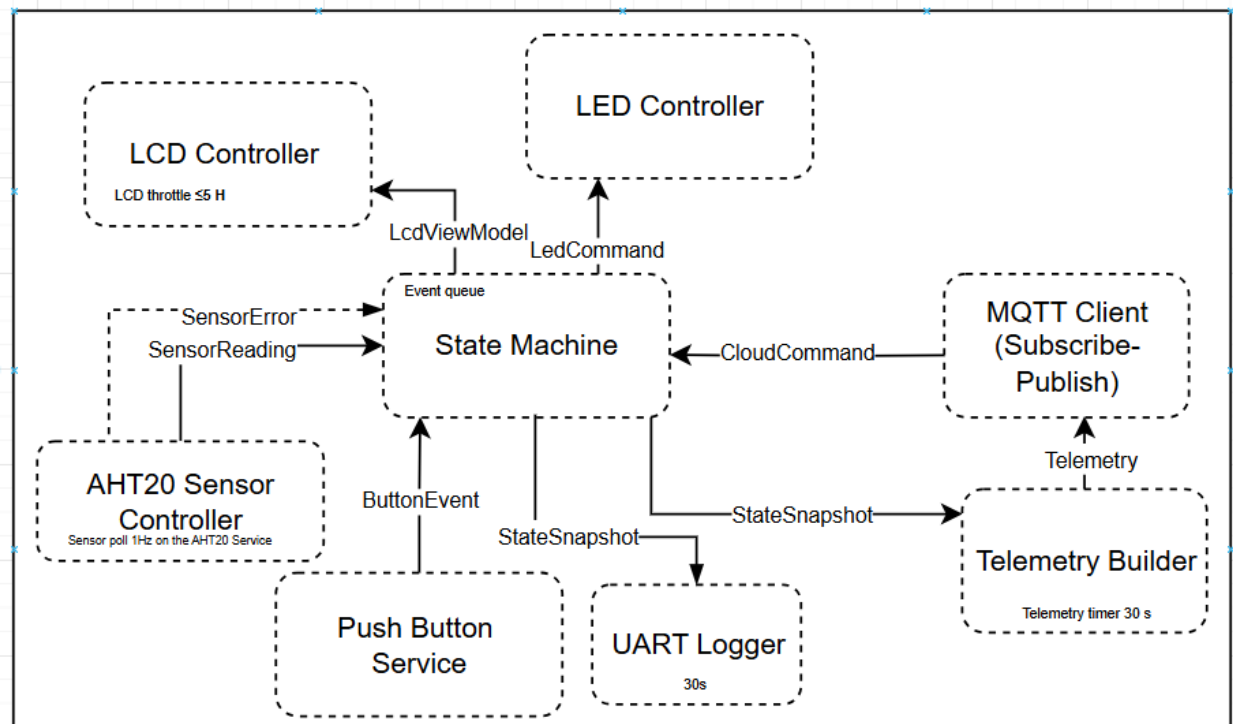 LED Controller
LCD Controller
LCD throttle ≤5 H
LcdViewModel
LedCommand
Event queue
State Machine
SensorError
SensorReading
CloudCommand
MQTT Client
(Subscribe-
Publish)
AHT20 Sensor
Controller
Sensor poll 1Hz on the AHT20 Service
ButtonEvent
StateSnapshot
StateSnapshot
Telemetry
Telemetry Builder
Telemetry timer 30 s
Push Button
Service
UART Logger
30s